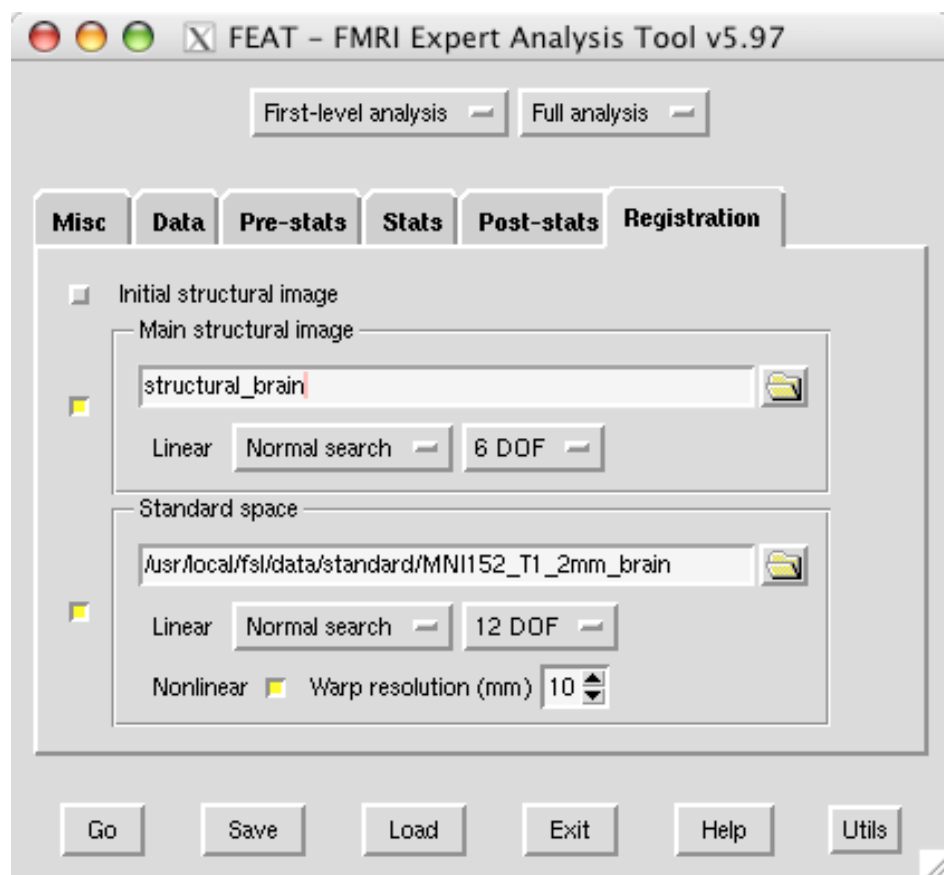 X FEAT - FMRI Expert Analysis Tool v5.97
First-level analysis Full analysis
Misc Data Pre-stats Stats Post-stats Registration
Initial structural image
Main structural image
structural_brain
Linear Normal search 6 DOF
Standard space
/usr/local/fsl/data/standard/MNI152_T1_2mm_brain
Linear Normal search 12 DOF
Nonlinear Warp resolution (mm) 10
Go Save Load Exit Help Utils